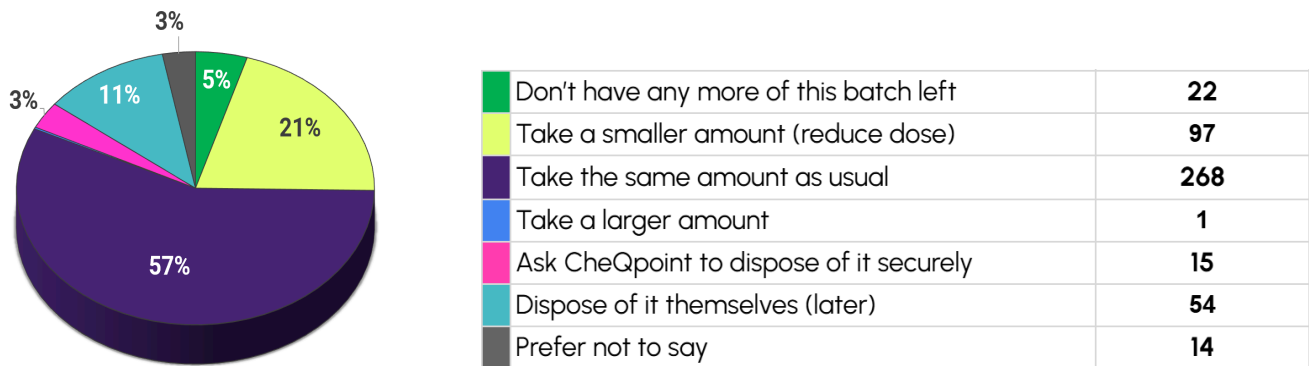 3%
5%
11%
3%
21%
57%
Don't have any more of this batch left 22
Take a smaller amount (reduce dose) 97
Take the same amount as usual 268
Take a larger amount 1
Ask CheQpoint to dispose of it securely 15
Dispose of it themselves (later) 54
Prefer not to say 14